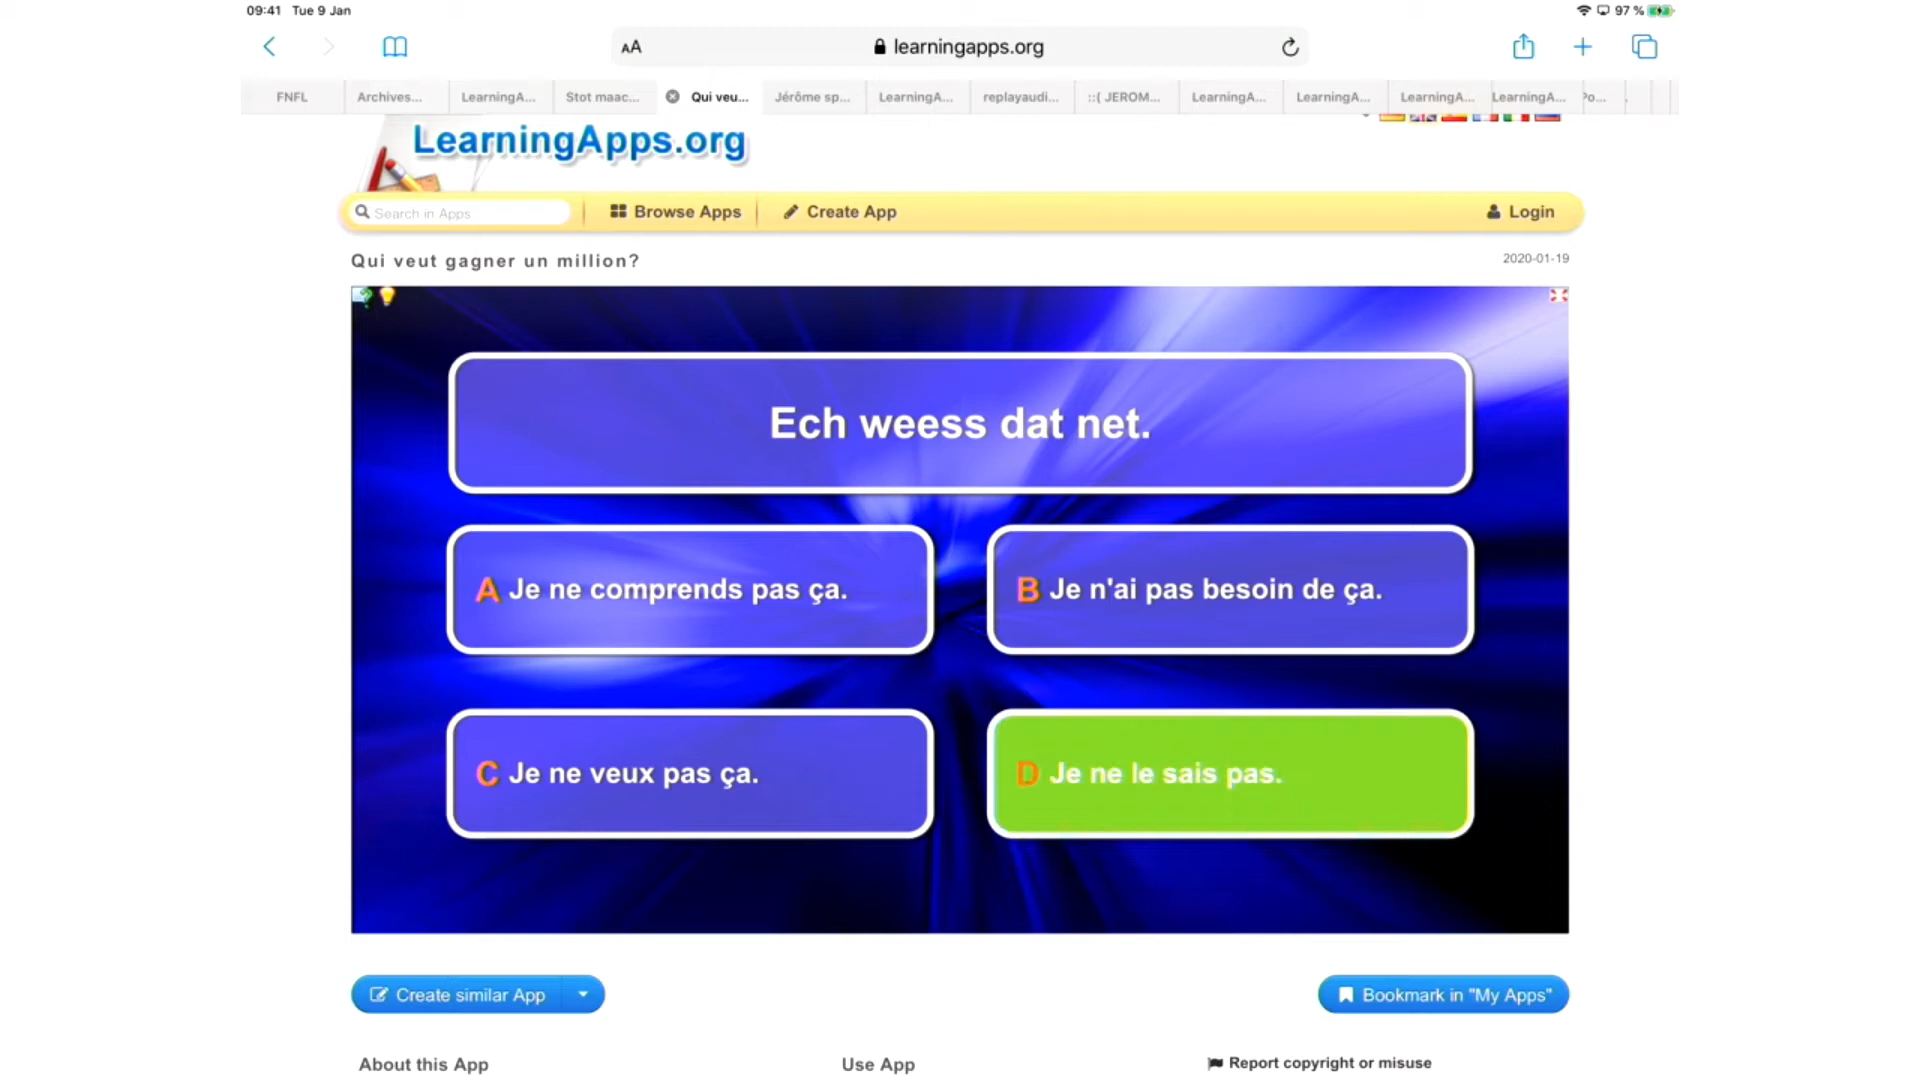 09:41 Tue 9 Jan
97 %
AA
learningapps.org
FNFL
Archives...
LearningA...
Stot maac...
Qui veu...
Jérôme sp...
LearningA...
replayaudi...
::( JEROM...
LearningA...
LearningA...
LearningA...
LearningA...
LearningApps.org
Search in Apps
Browse Apps
Create App
Login
Qui veut gagner un million?
2020-01-19
Ech weess dat net.
A Je ne comprends pas ça.
B Je n'ai pas besoin de ça.
C Je ne veux pas ça.
D Je ne le sais pas.
Create similar App
Bookmark in "My Apps"
About this App
Use App
Report copyright or misuse